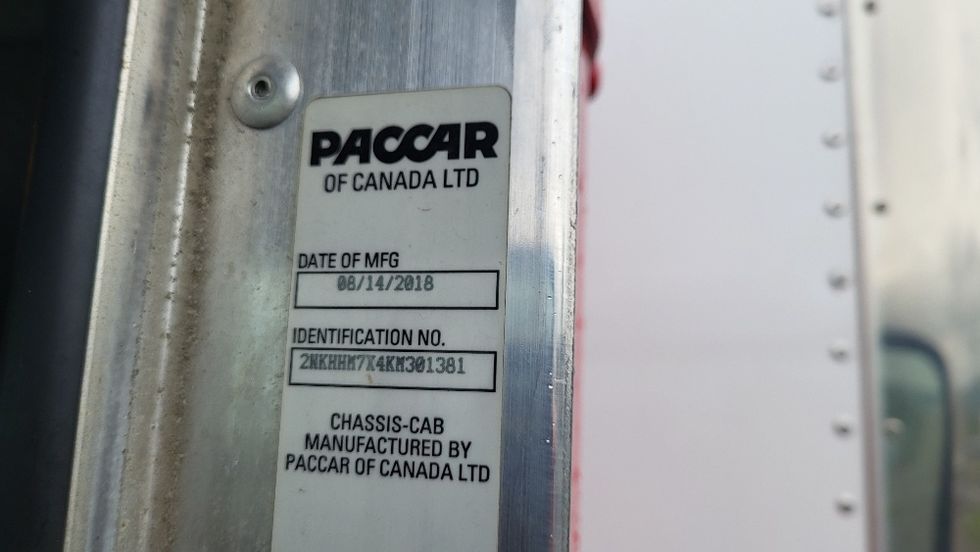 PACCAR
OF CANADA LTD
DATE OF MFG
08/14/2018
IDENTIFICATION NO.
2NKHHM7X4KM301381
CHASSIS-CAB
MANUFACTURED BY
PACCAR OF CANADA LTD